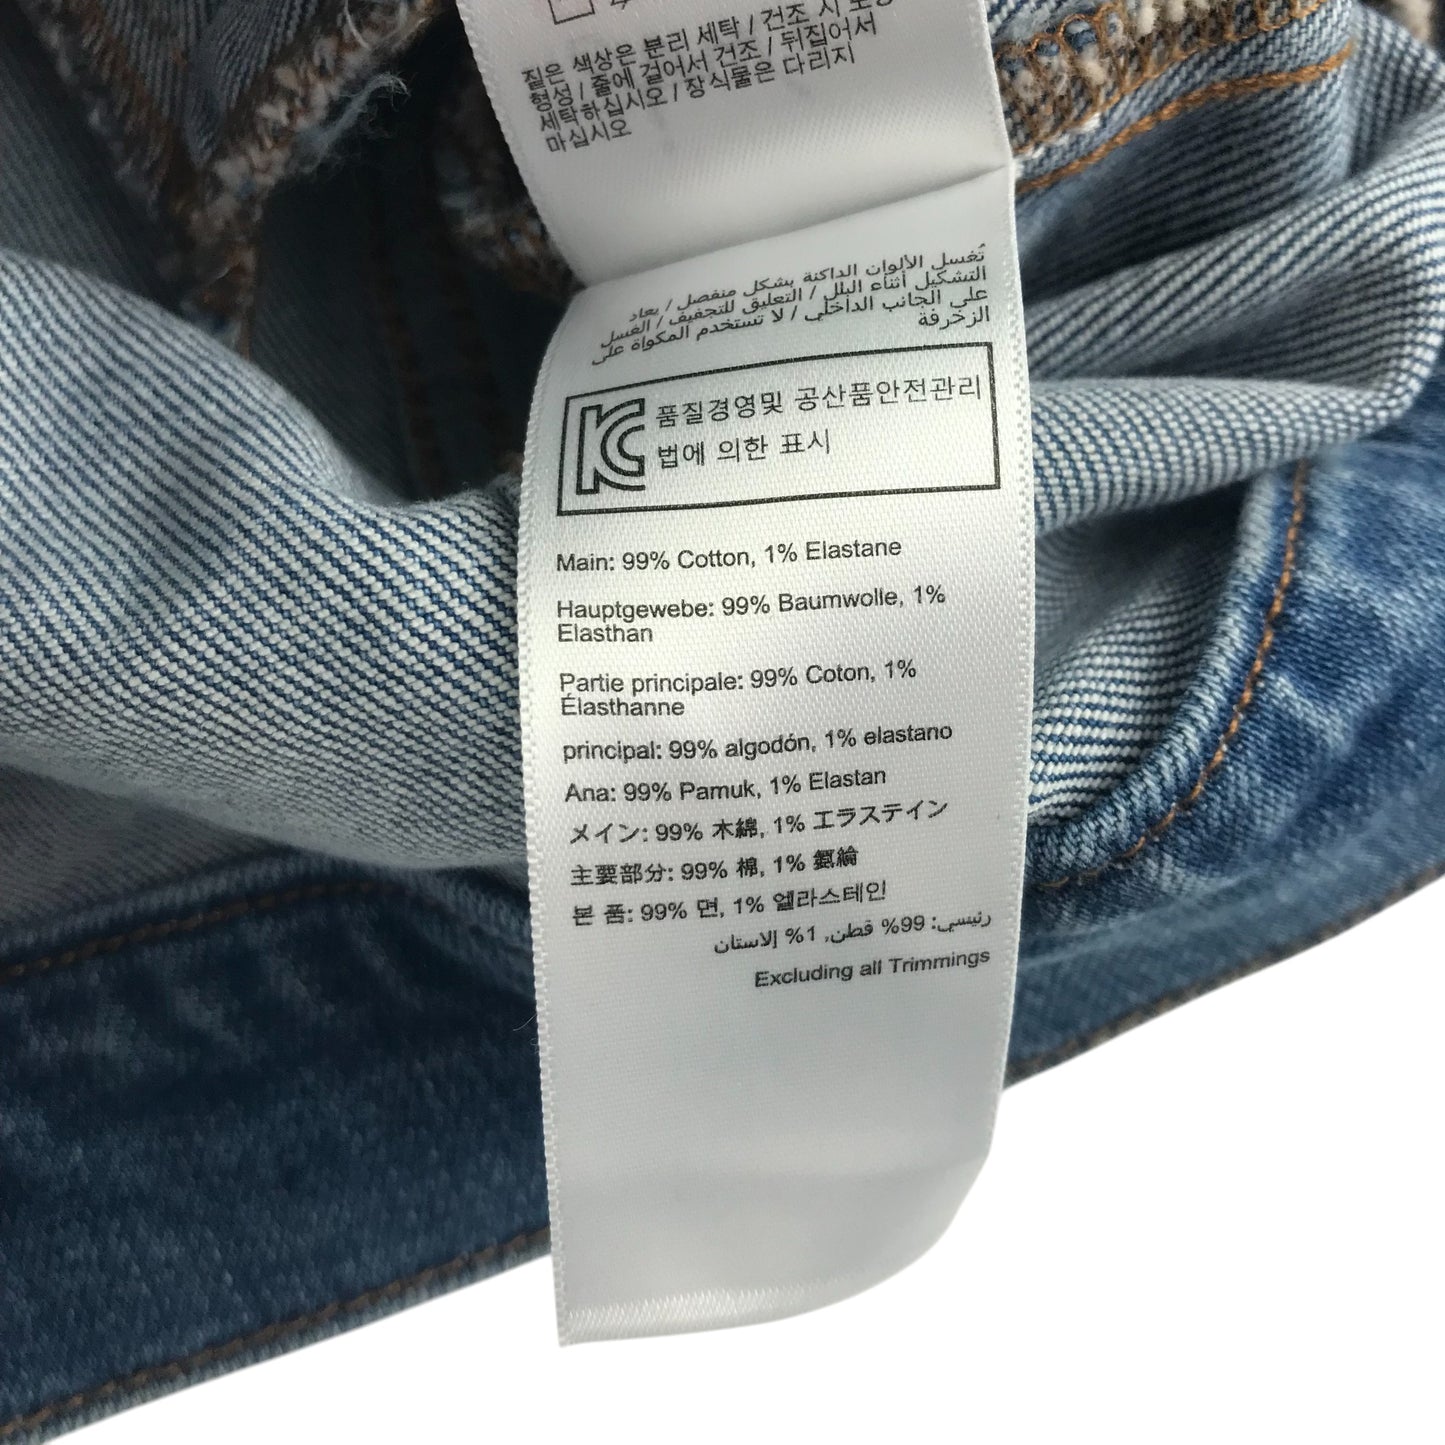 짙은 색상은 분리 세탁 / 건조 시
형성 / 줄에 걸어서 건조 / 뒤집어서
세탁하십시오 / 장식물은 다리지
마십시오
تُغسل الألوان الداكنة بشكل منفصل / يعاد
التشكيل أثناء البلل / التعليق للتجفيف / الغسل
على الجانب الداخلي / لا تستخدم المكواة على
الزخرفة
KC 품질경영및 공산품안전관리
법에 의한 표시
Main: 99% Cotton, 1% Elastane
Hauptgewebe: 99% Baumwolle, 1%
Elasthan
Partie principale: 99% Coton, 1%
Élasthanne
principal: 99% algodón, 1% elastano
Ana: 99% Pamuk, 1% Elastan
メイン: 99% 木綿, 1% エラステイン
主要部分: 99% 棉, 1% 氨綸
본 품: 99% 면, 1% 엘라스테인
رئيسي: 99% قطن, 1% إلاستان
Excluding all Trimmings